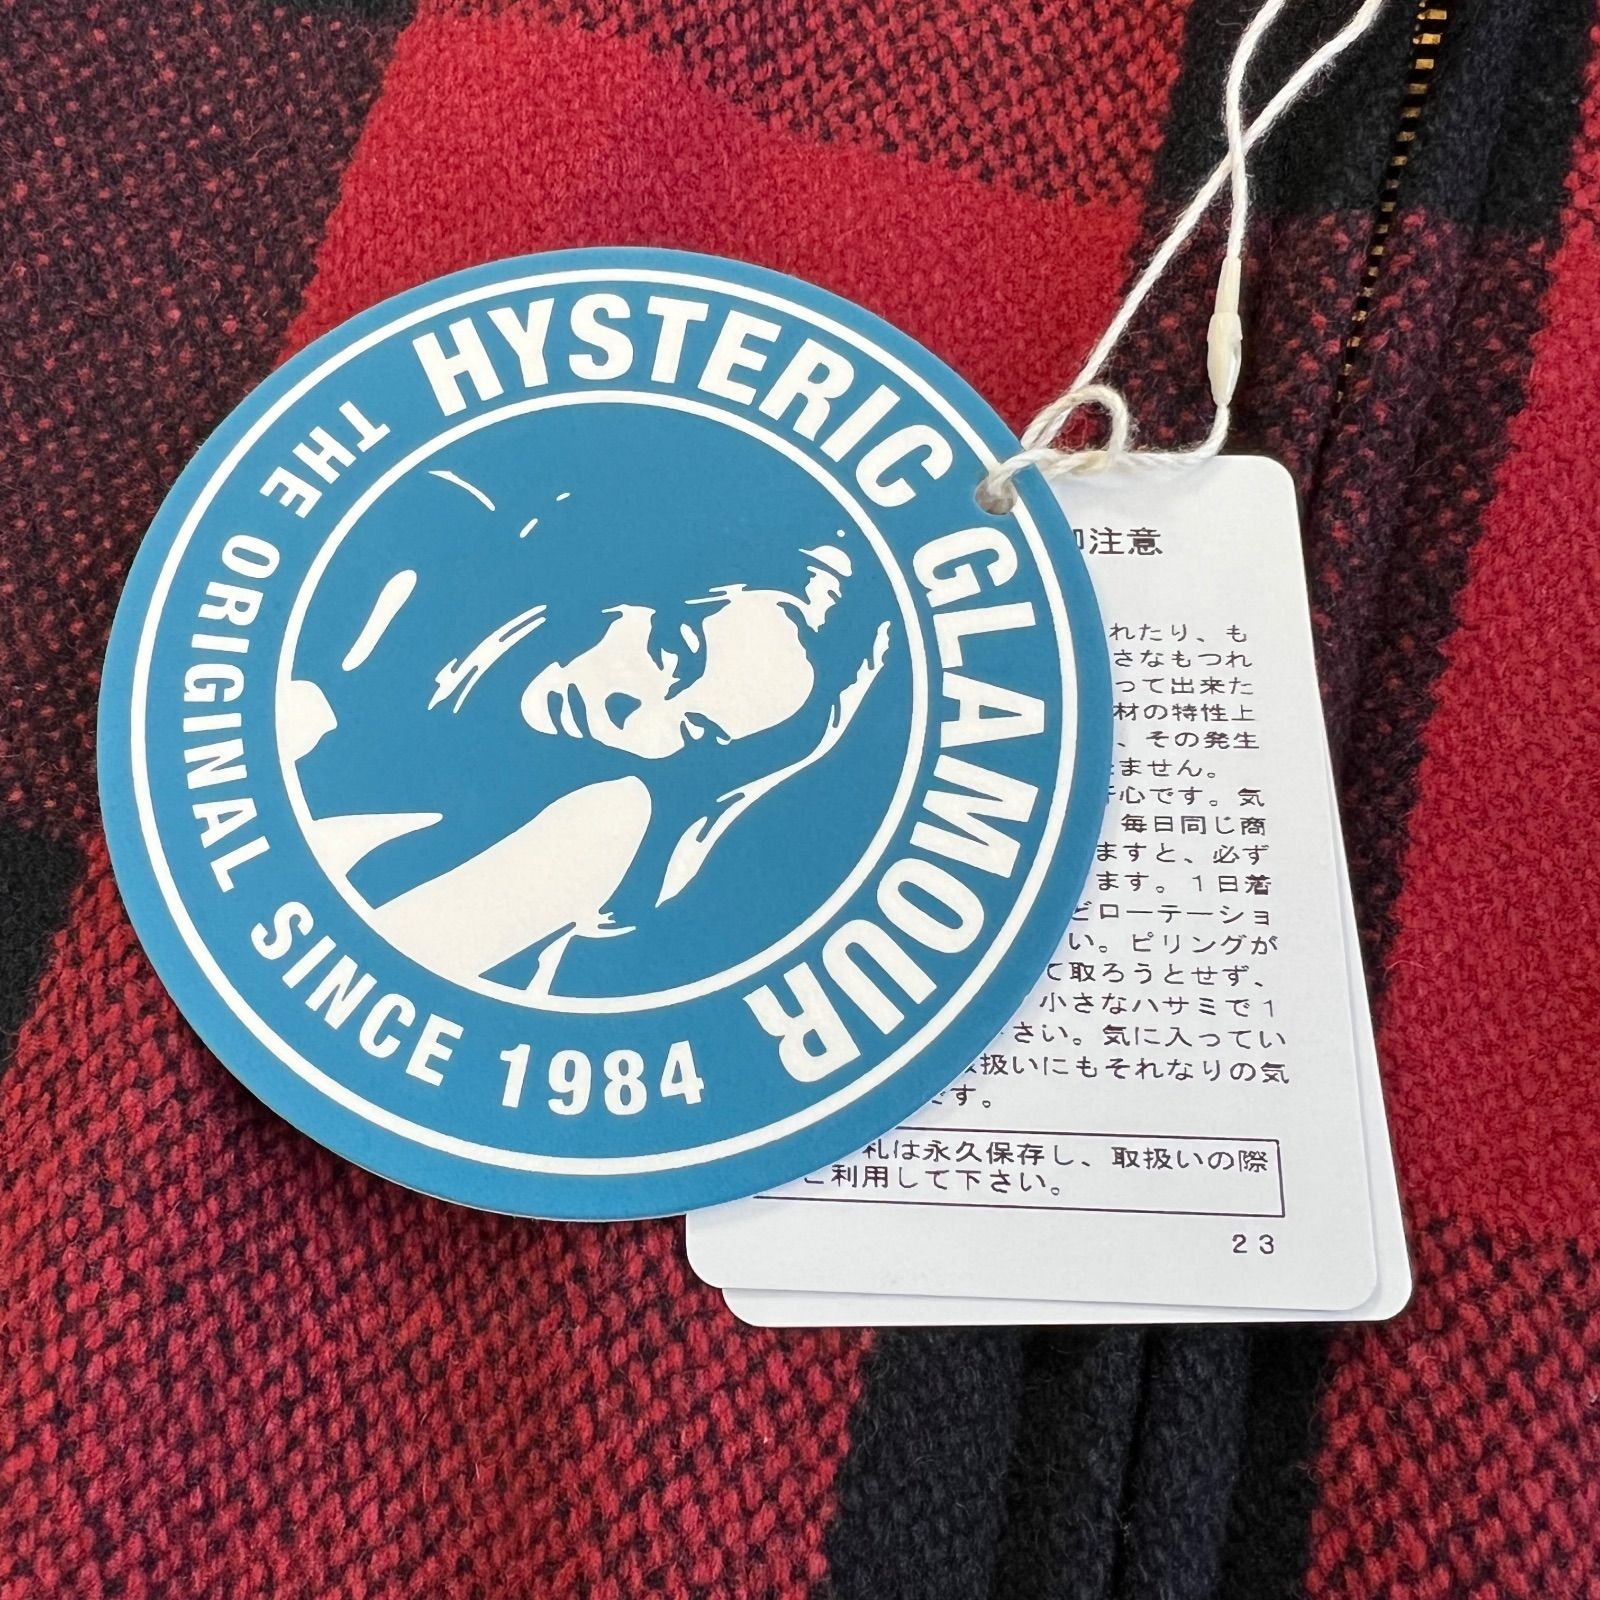 HYSTERIC GLAMOUR
THE ORIGINAL SINCE 1984
注意
れたり、も
さなもつれ
って出来た
材の特性上
、その発生
ません。
心です。気
毎日同じ商
ますと、必ず
ます。1日着
どローテーショ
い。ピリングが
て取ろうとせず、
小さなハサミで1
さい。気に入ってい
扱いにもそれなりの気
です。
札は永久保存し、取扱いの際
ご利用して下さい。
23